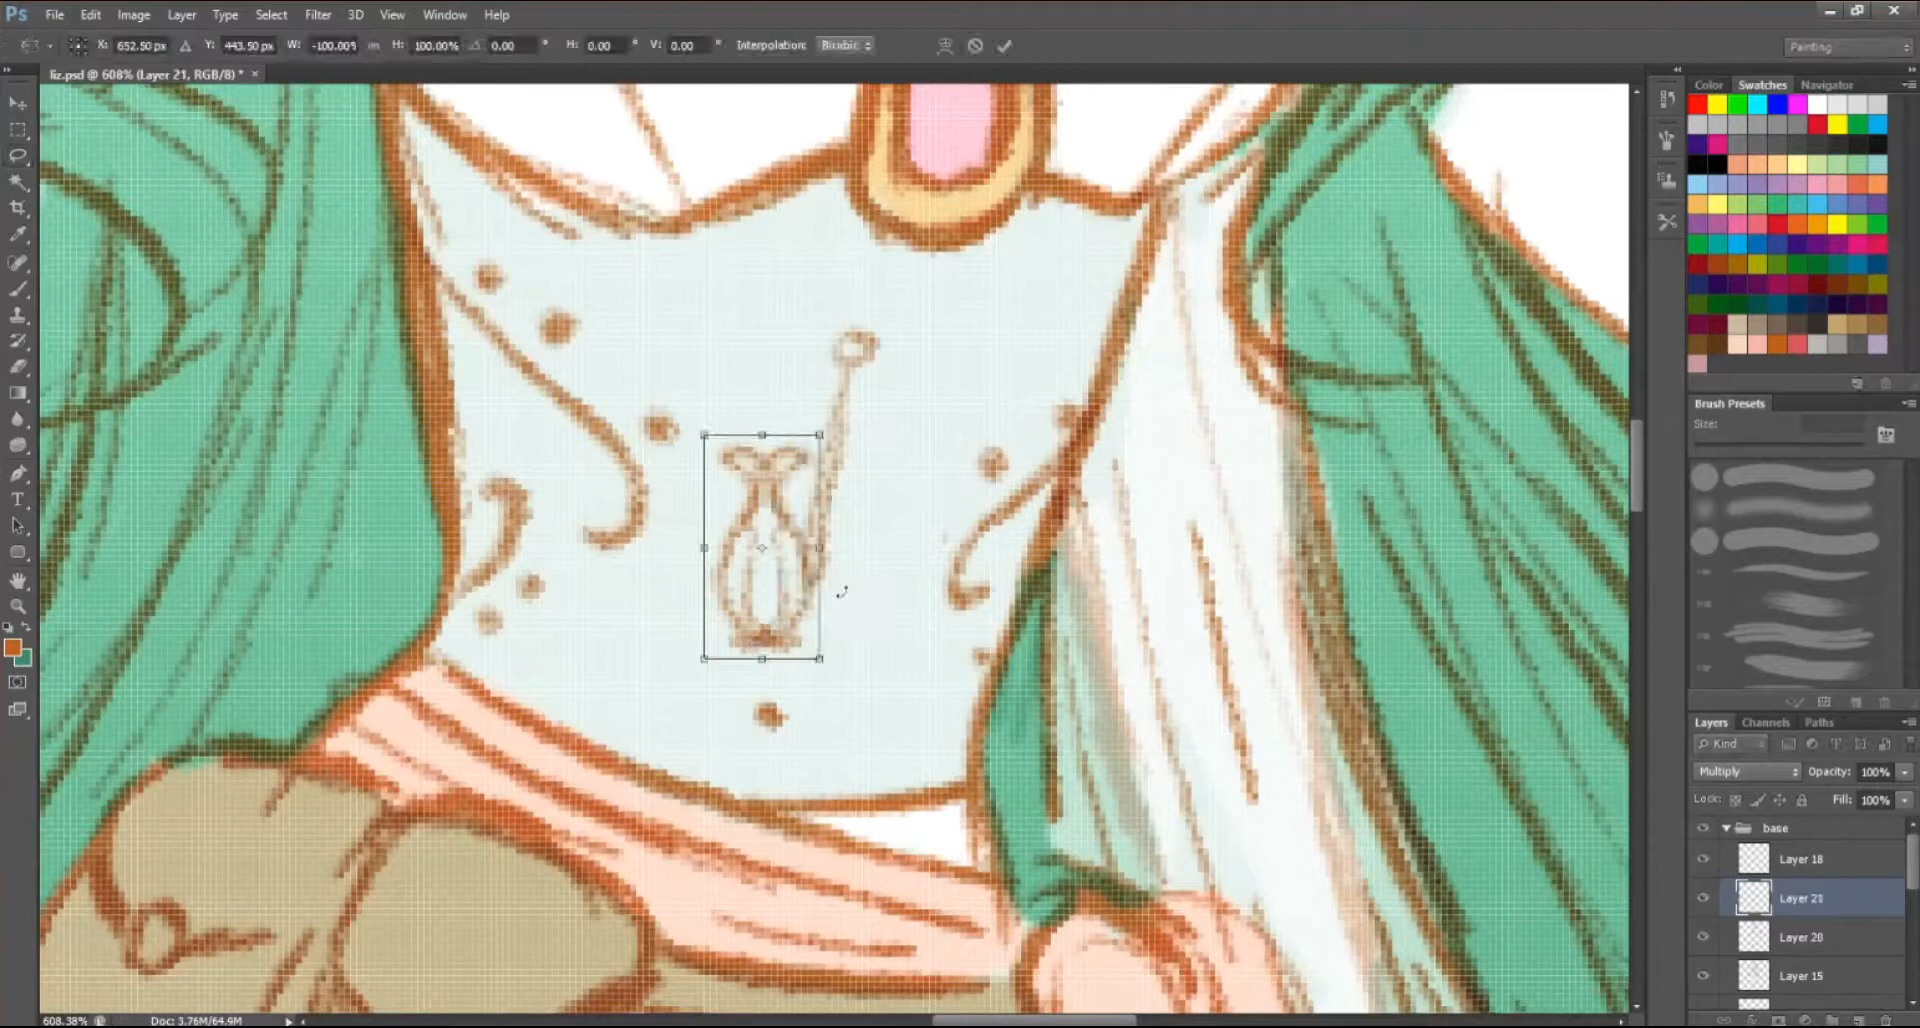 Ps File Edit Image Layer Type Select Filter 3D View Window Help
X: 652.50 px Y: 443.50 px W: -100.00% H: 100.00% 0.00 ° H: 0.00 ° V: 0.00 ° Interpolation: Bicubic Painting
liz.psd @ 608% (Layer 21, RGB/8) * ×
Color Swatches Navigator
Brush Presets
Size:
Layers Channels Paths
Kind
Multiply Opacity: 100%
Lock: Fill: 100%
base
Layer 18
Layer 21
Layer 20
Layer 15
608.38% Doc: 3.76M/64.9M